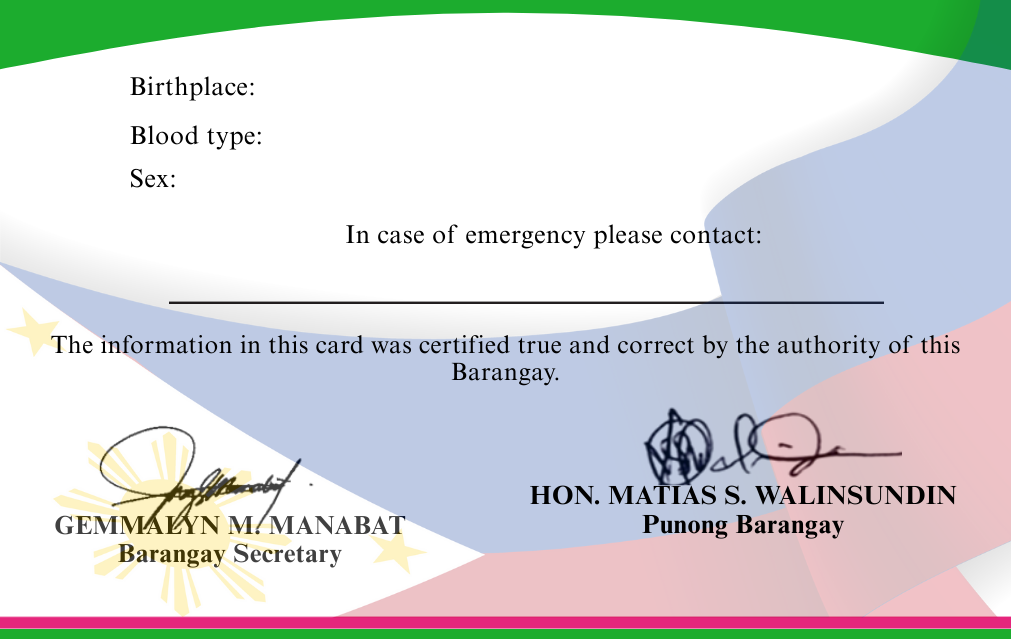 Birthplace:
Blood type:
Sex:
In case of emergency please contact:
The information in this card was certified true and correct by the authority of this
Barangay.
GEMMALYN M. MANABAT
Barangay Secretary
HON. MATIAS S. WALINSUNDIN
Punong Barangay